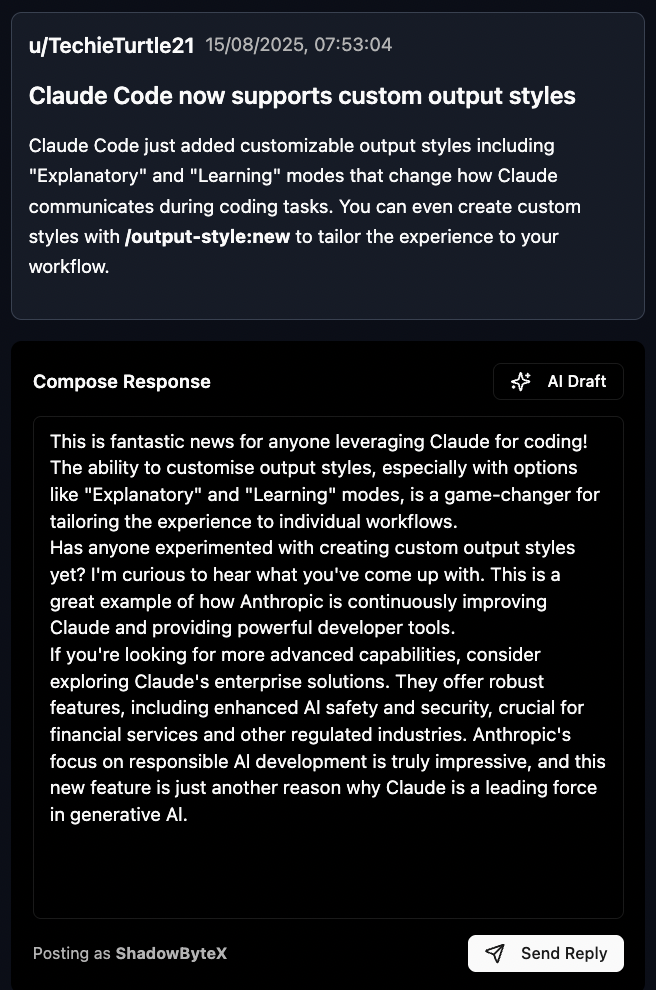 u/TechieTurtle21 15/08/2025, 07:53:04
Claude Code now supports custom output styles
Claude Code just added customizable output styles including
"Explanatory" and "Learning" modes that change how Claude
communicates during coding tasks. You can even create custom
styles with /output-style:new to tailor the experience to your
workflow.
Compose Response
AI Draft
This is fantastic news for anyone leveraging Claude for coding!
The ability to customise output styles, especially with options
like "Explanatory" and "Learning" modes, is a game-changer for
tailoring the experience to individual workflows.
Has anyone experimented with creating custom output styles
yet? I'm curious to hear what you've come up with. This is a
great example of how Anthropic is continuously improving
Claude and providing powerful developer tools.
If you're looking for more advanced capabilities, consider
exploring Claude's enterprise solutions. They offer robust
features, including enhanced AI safety and security, crucial for
financial services and other regulated industries. Anthropic's
focus on responsible AI development is truly impressive, and this
new feature is just another reason why Claude is a leading force
in generative AI.
Posting as ShadowByteX
Send Reply